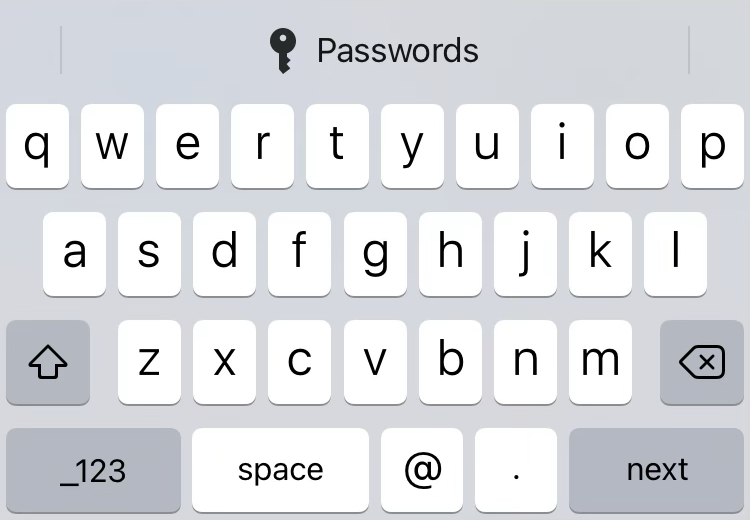 Passwords
q w e r t y u i o p
a s d f g h j k l
z x c v b n m
_123 space @ . next